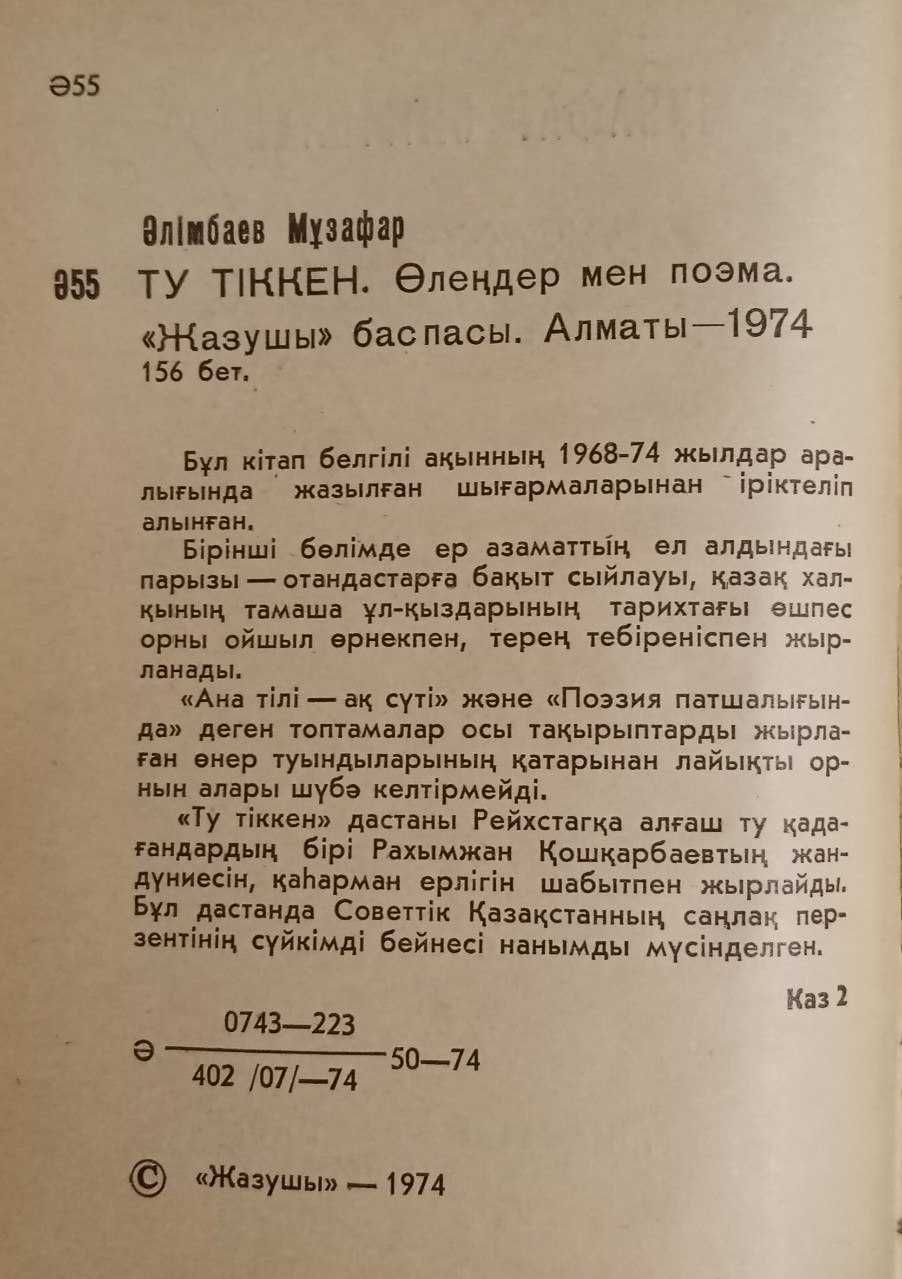 Ә55
Әлімбаев Мұзафар
Ә55 ТУ ТІККЕН. Өлеңдер мен поэма.
«Жазушы» баспасы. Алматы—1974
156 бет.
Бұл кітап белгілі ақынның 1968-74 жылдар ара-
лығында жазылған шығармаларынан іріктеліп
алынған.
Бірінші бөлімде ер азаматтың ел алдындағы
парызы — отандастарға бақыт сыйлауы, қазақ хал-
қының тамаша ұл-қыздарының тарихтағы өшпес
орны ойшыл өрнекпен, терең тебіреніспен жыр-
ланады.
«Ана тілі — ақ сүті» және «Поэзия патшалығын-
да» деген топтамалар осы тақырыптарды жырла-
ған өнер туындыларының қатарынан лайықты ор-
нын алары шүбә келтірмейді.
«Ту тіккен» дастаны Рейхстагқа алғаш ту қада-
ғандардың бірі Рахымжан Қошқарбаевтың жан-
дүниесін, қаһарман ерлігін шабытпен жырлайды.
Бұл дастанда Советтік Қазақстанның саңлақ пер-
зентінің сүйкімді бейнесі нанымды мүсінделген.
Каз 2
0743—223
Ә 50—74
402 /07/—74
© «Жазушы» — 1974